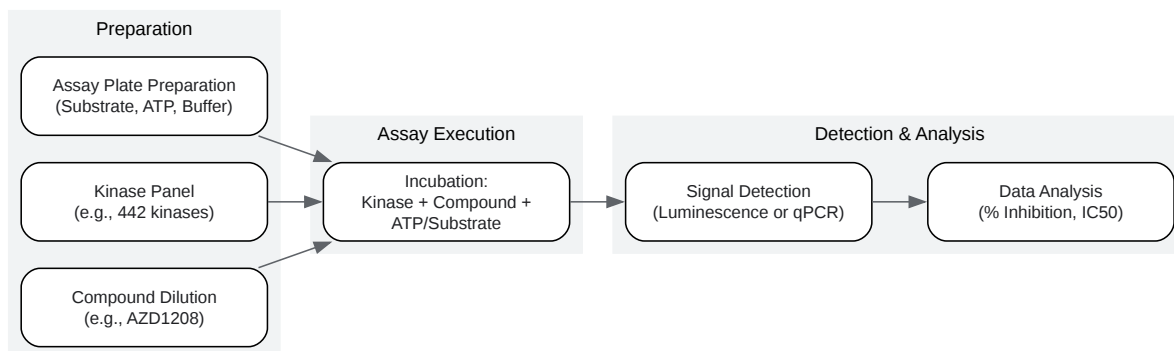 Preparation
Assay Plate Preparation
(Substrate, ATP, Buffer)
Kinase Panel
(e.g., 442 kinases)
Compound Dilution
(e.g., AZD1208)
Assay Execution
Incubation:
Kinase + Compound +
ATP/Substrate
Detection & Analysis
Signal Detection
(Luminescence or qPCR)
Data Analysis
(% Inhibition, IC50)